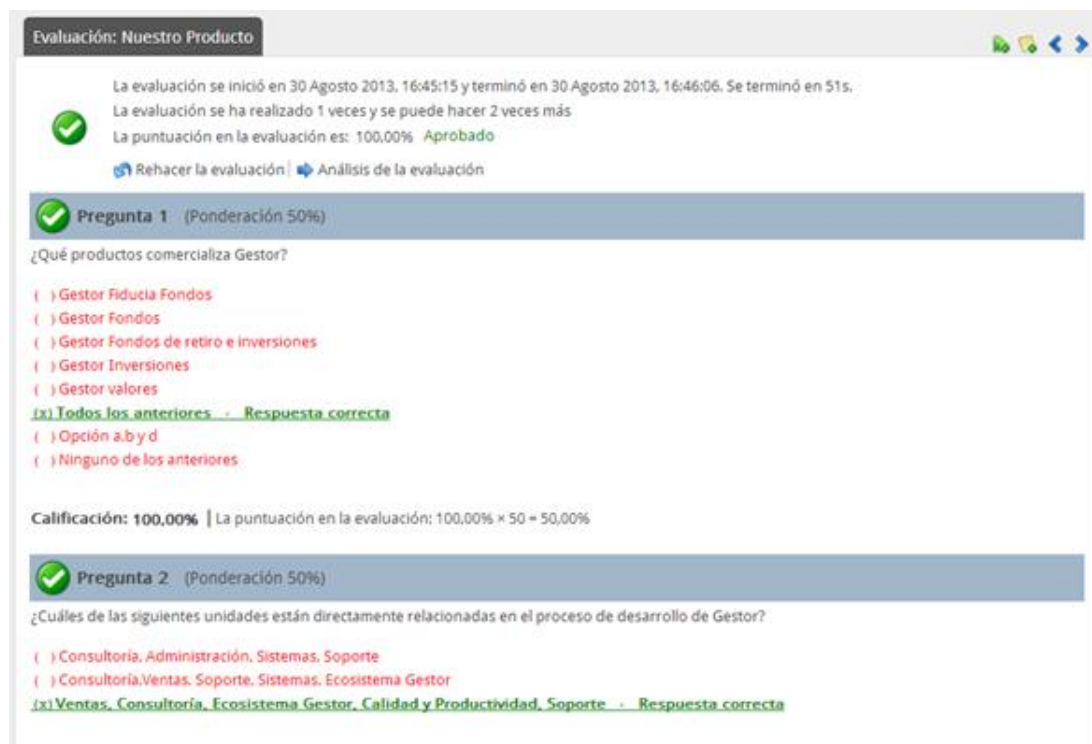 Evaluación: Nuestro Producto
La evaluación se inició en 30 Agosto 2013, 16:45:15 y terminó en 30 Agosto 2013, 16:46:06. Se terminó en 51s.
La evaluación se ha realizado 1 veces y se puede hacer 2 veces más
La puntuación en la evaluación es: 100,00% Aprobado
Rehacer la evaluación | Análisis de la evaluación
Pregunta 1 (Ponderación 50%)
¿Qué productos comercializa Gestor?
( ) Gestor Fiducia Fondos
( ) Gestor Fondos
( ) Gestor Fondos de retiro e inversiones
( ) Gestor Inversiones
( ) Gestor valores
(x) Todos los anteriores - Respuesta correcta
( ) Opción a,b y d
( ) Ninguno de los anteriores
Calificación: 100,00% | La puntuación en la evaluación: 100,00% × 50 = 50,00%
Pregunta 2 (Ponderación 50%)
¿Cuáles de las siguientes unidades están directamente relacionadas en el proceso de desarrollo de Gestor?
( ) Consultoría, Administración, Sistemas, Soporte
( ) Consultoría,Ventas, Soporte, Sistemas, Ecosistema Gestor
(x) Ventas, Consultoría, Ecosistema Gestor, Calidad y Productividad, Soporte - Respuesta correcta